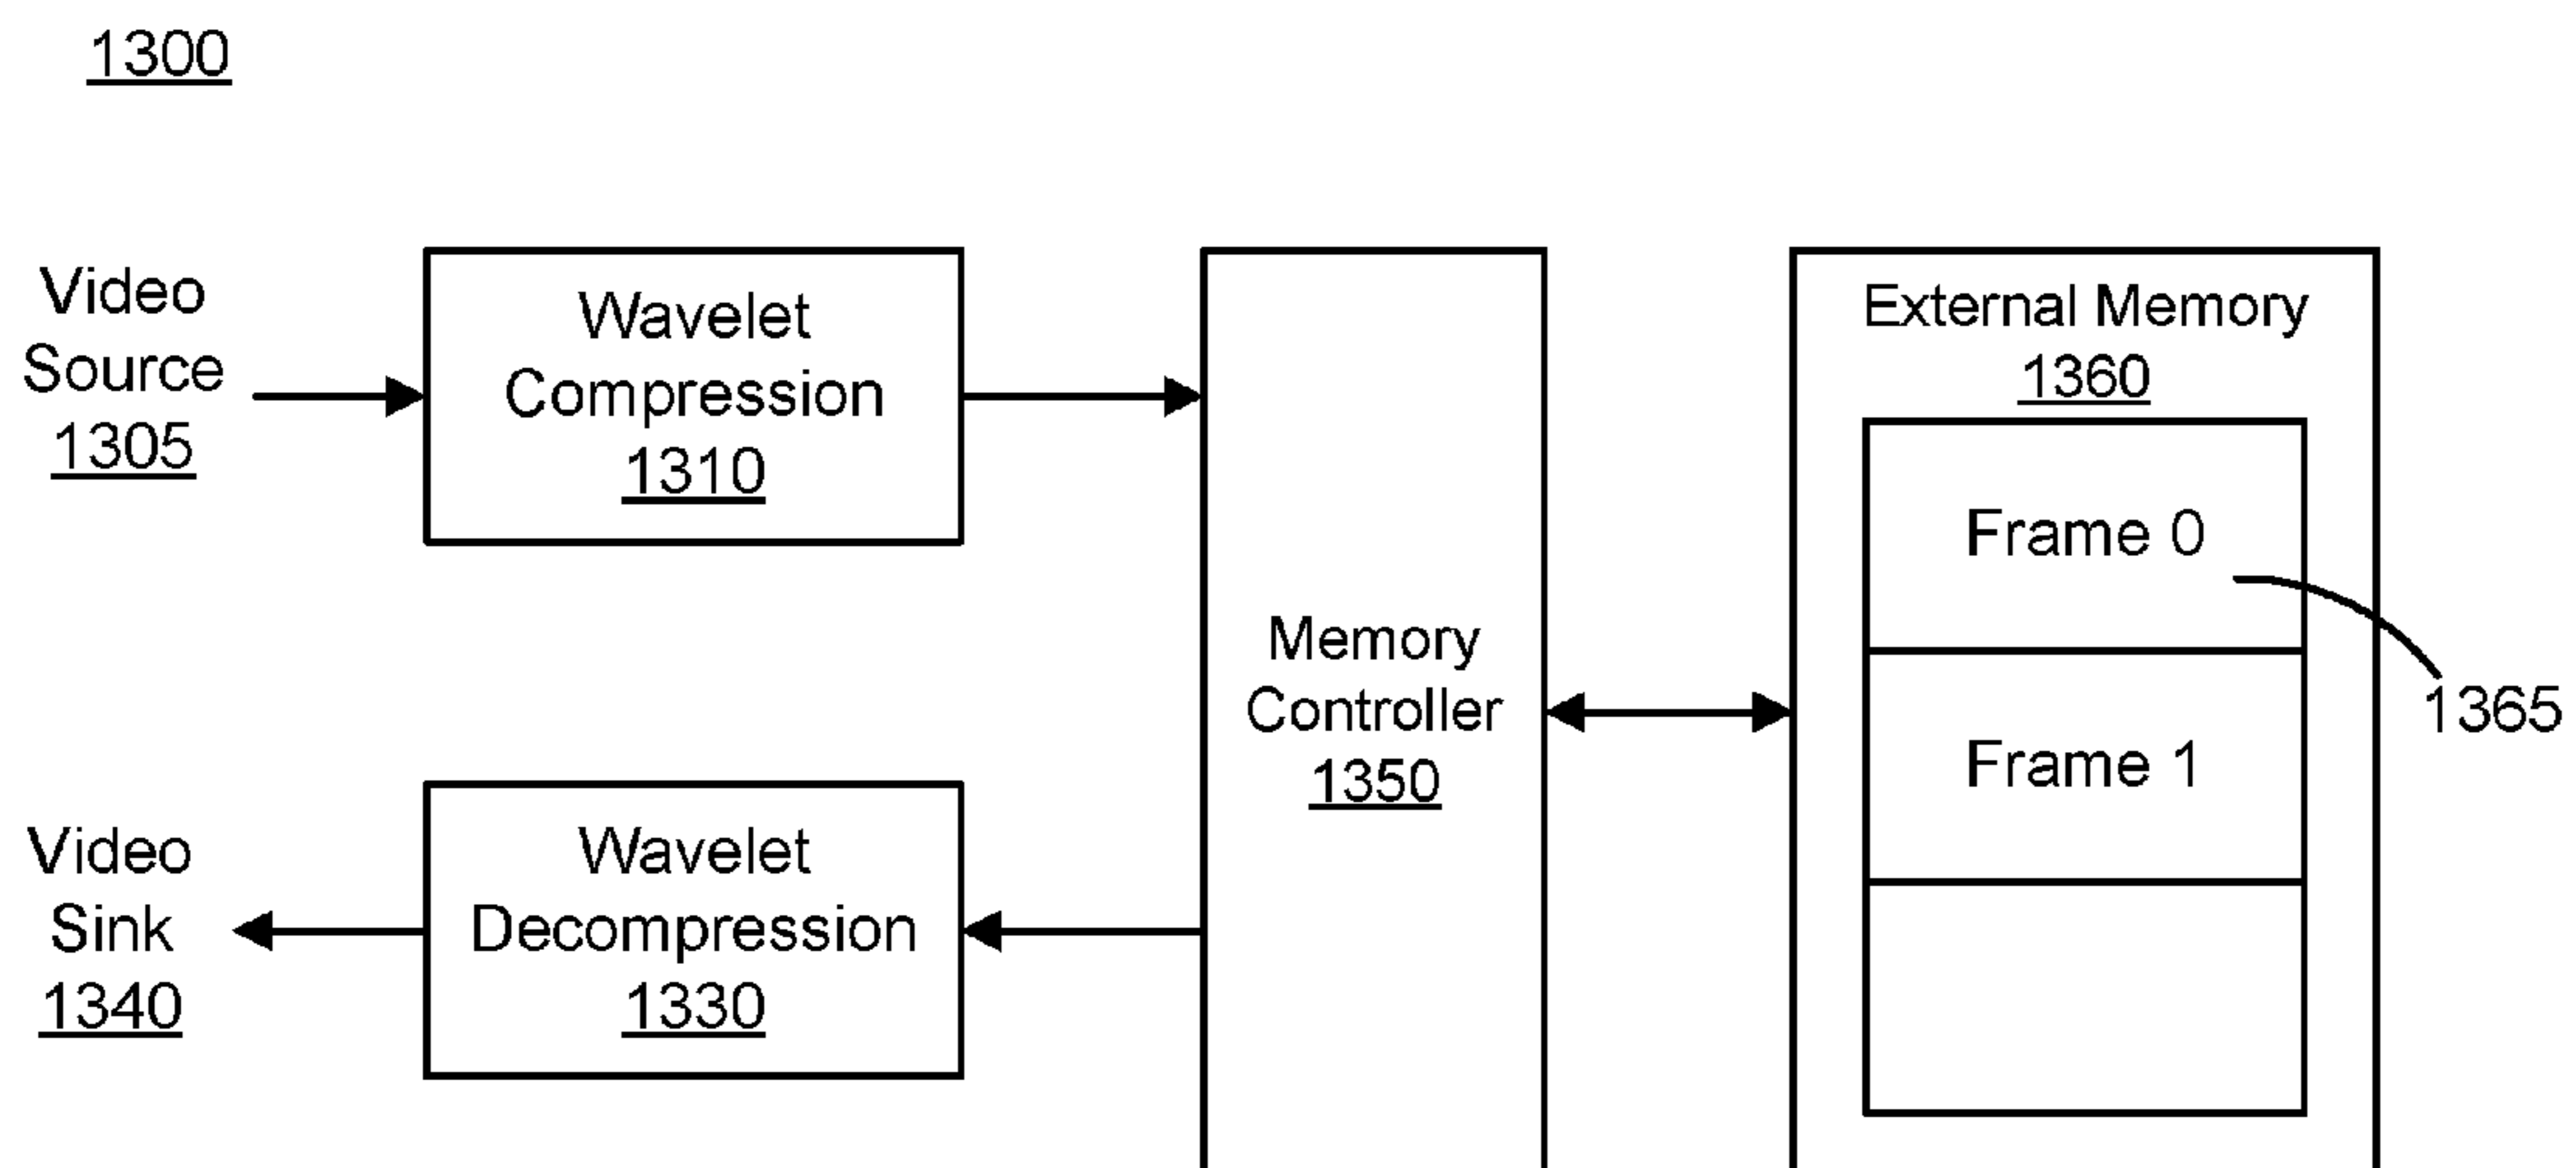 1300
Video
Source
1305
Wavelet
Compression
1310
Video
Sink
1340
Wavelet
Decompression
1330
Memory
Controller
1350
External Memory
1360
Frame 0
Frame 1
1365